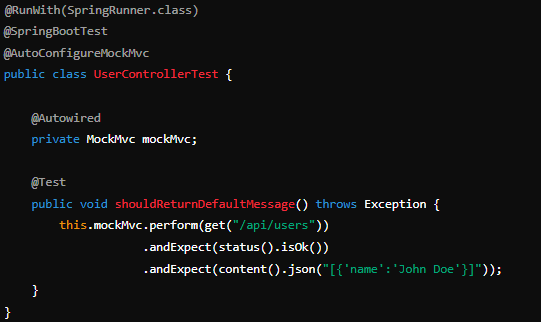 @RunWith(SpringRunner.class)
@SpringBootTest
@AutoConfigureMockMvc
public class UserControllerTest {
@Autowired
private MockMvc mockMvc;
@Test
public void shouldReturnDefaultMessage() throws Exception {
this.mockMvc.perform(get("/api/users"))
.andExpect(status().isOk())
.andExpect(content().json("[{'name':'John Doe'}]"));
}
}